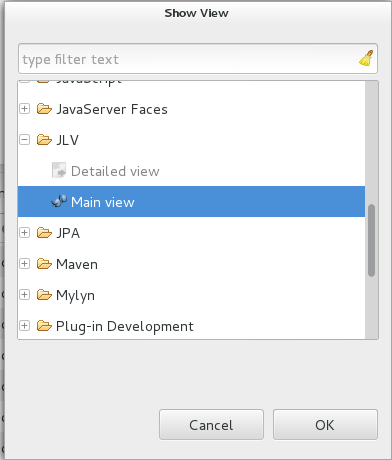 Show View
type filter text
JavaScript
JavaServer Faces
JLV
Detailed view
Main view
JPA
Maven
Mylyn
Plug-in Development
Cancel
OK